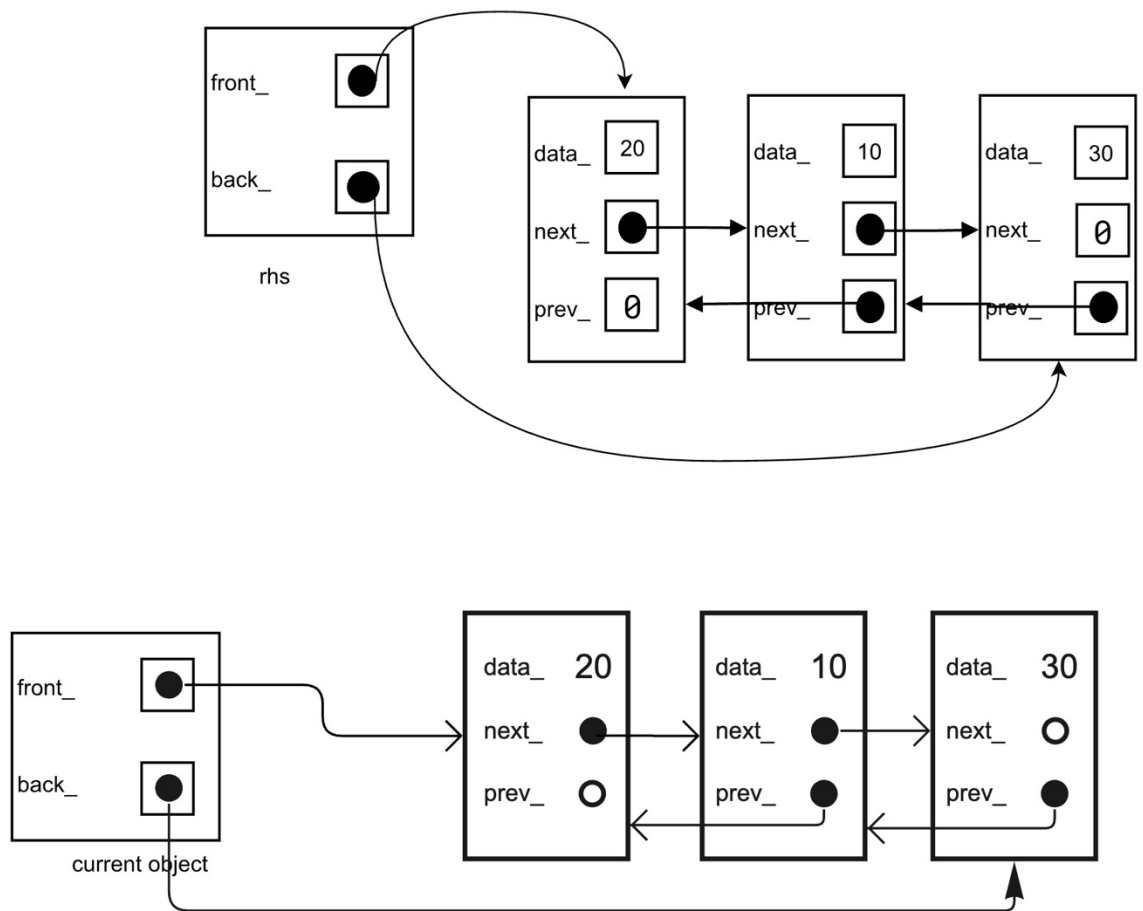 front_
back_
rhs
data_ 20
next_
prev_ 0
data_ 10
next_
prev_
data_ 30
next_ 0
prev_
front_
back_
current object
data_ 20
next_
prev_
data_ 10
next_
prev_
data_ 30
next_
prev_